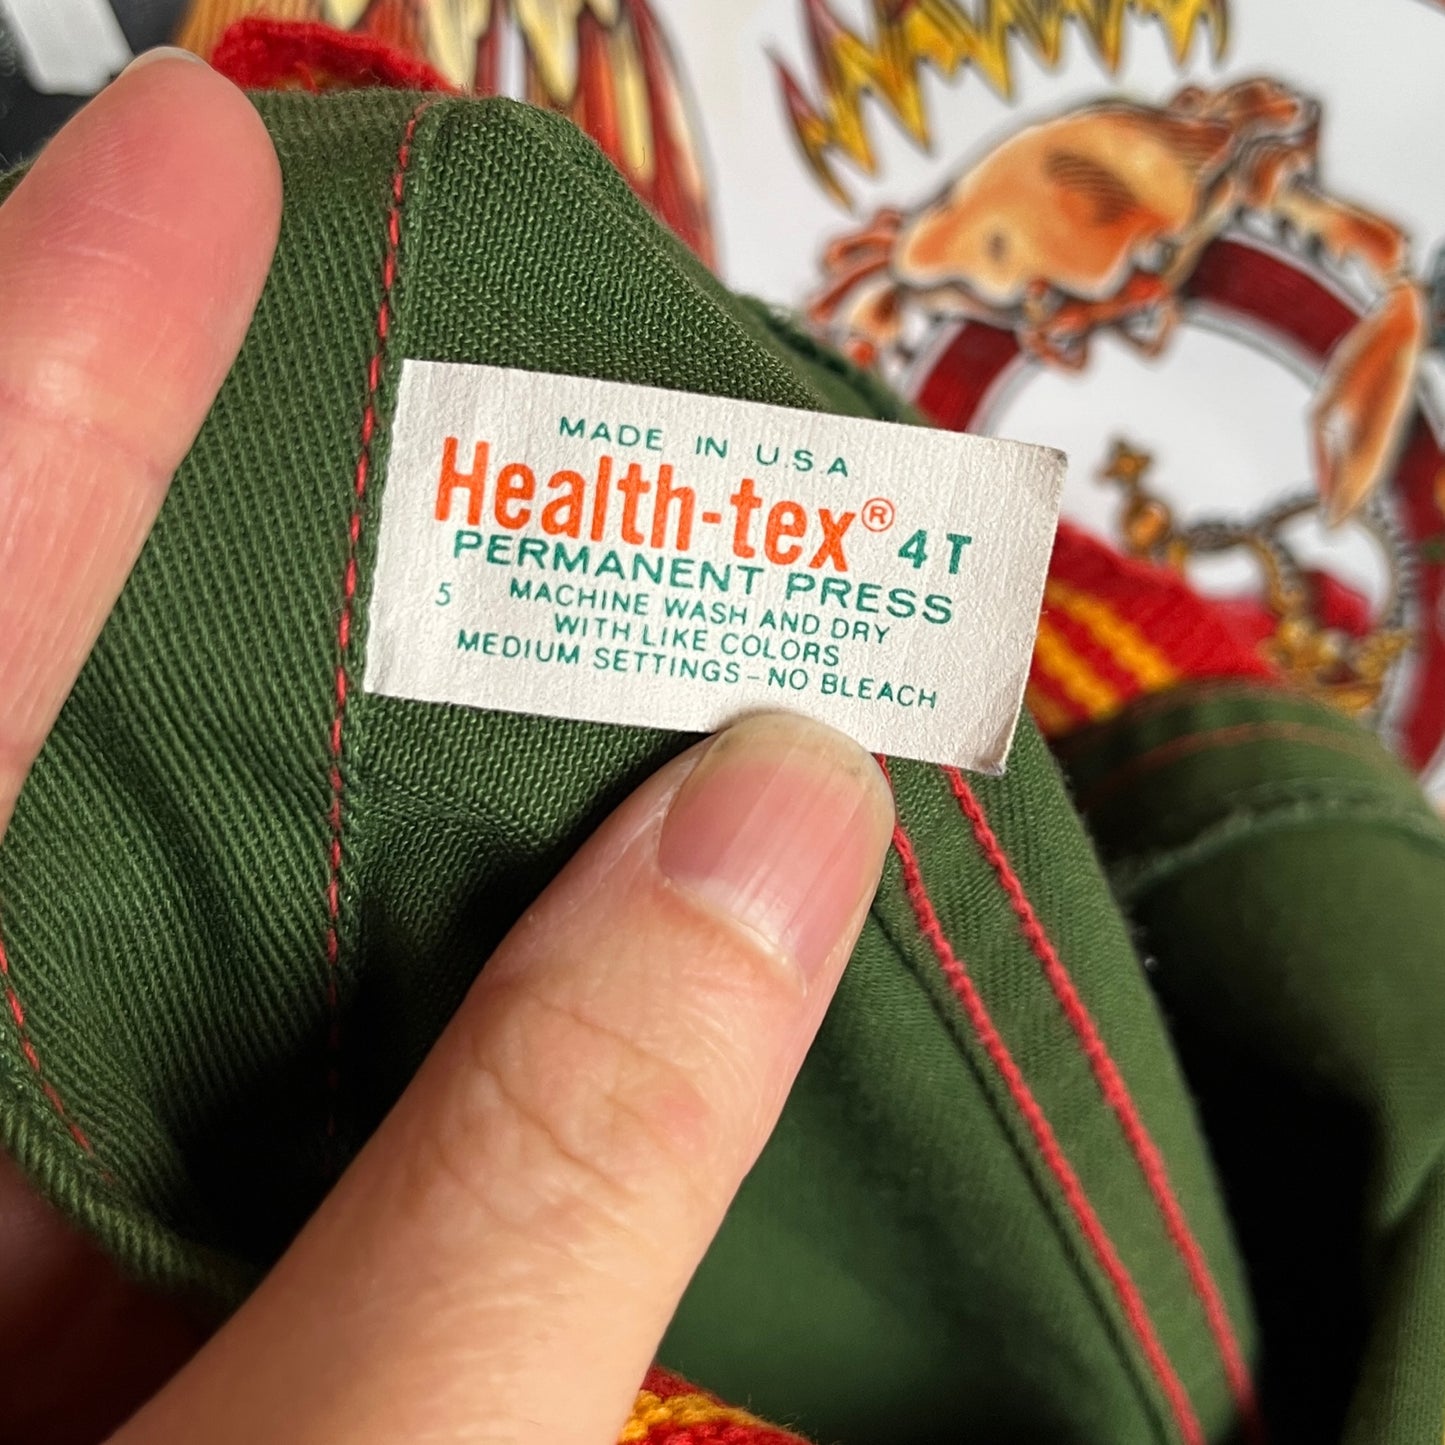 MADE IN U.S.A
Health-tex® 4T
PERMANENT PRESS
5 MACHINE WASH AND DRY
WITH LIKE COLORS
MEDIUM SETTINGS-NO BLEACH